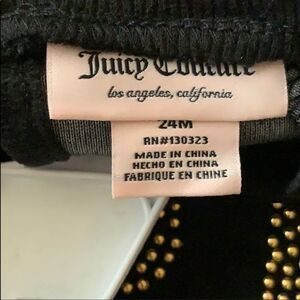 Juicy Couture
los angeles, california
24M
RN#130323
MADE IN CHINA
HECHO EN CHINA
FABRIQUE EN CHINE